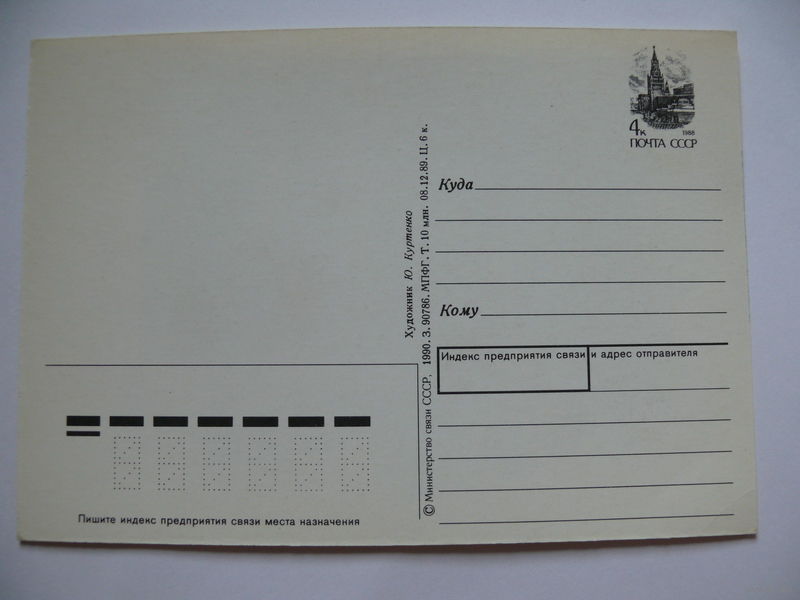 4к
1988
ПОЧТА СССР
Куда
Кому
Индекс предприятия связи и адрес отправителя
Художник Ю. Куртенко
© Министерство связи СССР, 1990. З. 90786. МПФГ. Т. 10 млн. 08.12.89. Ц. 6 к.
Пишите индекс предприятия связи места назначения